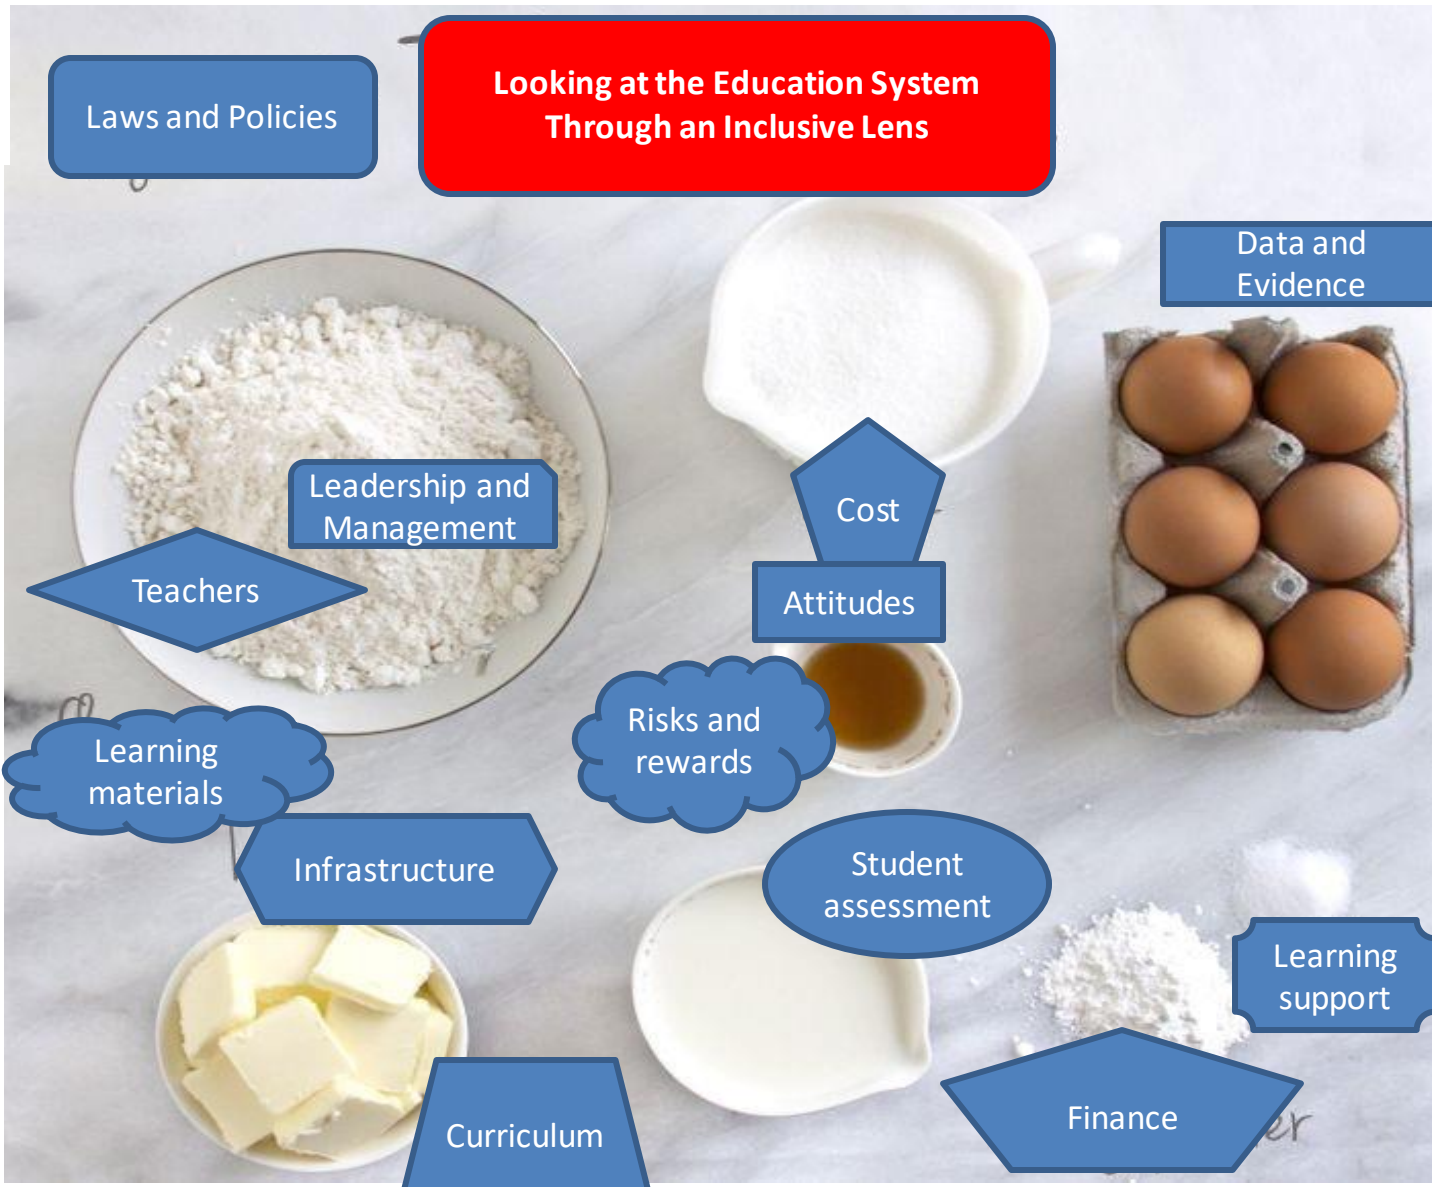 Looking at the Education System
Through an Inclusive Lens
Laws and Policies
Data and
Evidence
Leadership and
Management
Cost
Teachers
Attitudes
Risks and
rewards
Learning
materials
Infrastructure
Student
assessment
Learning
support
Finance
Curriculum